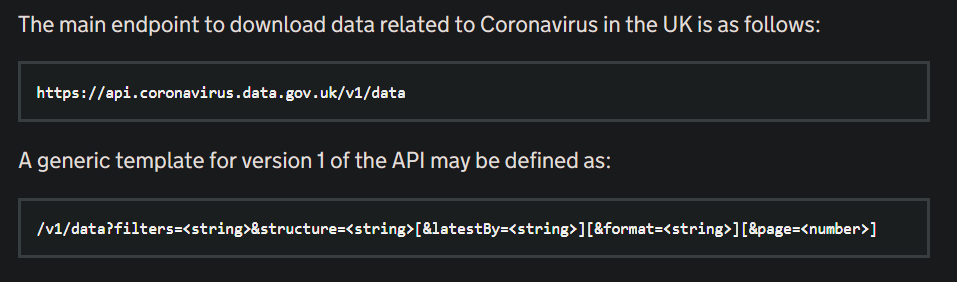 The main endpoint to download data related to Coronavirus in the UK is as follows:
https://api.coronavirus.data.gov.uk/v1/data
A generic template for version 1 of the API may be defined as:
/v1/data?filters=<string>&structure=<string>[&latestBy=<string>][&format=<string>][&page=<number>]